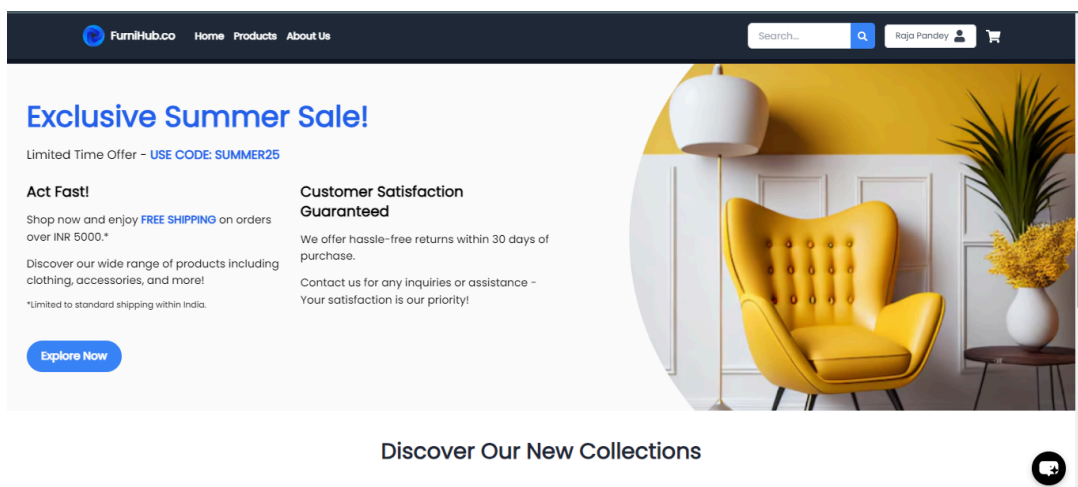 FurniHub.co Home Products About Us Search... Raja Pandey
Exclusive Summer Sale!
Limited Time Offer - USE CODE: SUMMER25
Act Fast!
Shop now and enjoy FREE SHIPPING on orders
over INR 5000.*
Discover our wide range of products including
clothing, accessories, and more!
*Limited to standard shipping within India.
Customer Satisfaction
Guaranteed
We offer hassle-free returns within 30 days of
purchase.
Contact us for any inquiries or assistance -
Your satisfaction is our priority!
Explore Now
Discover Our New Collections